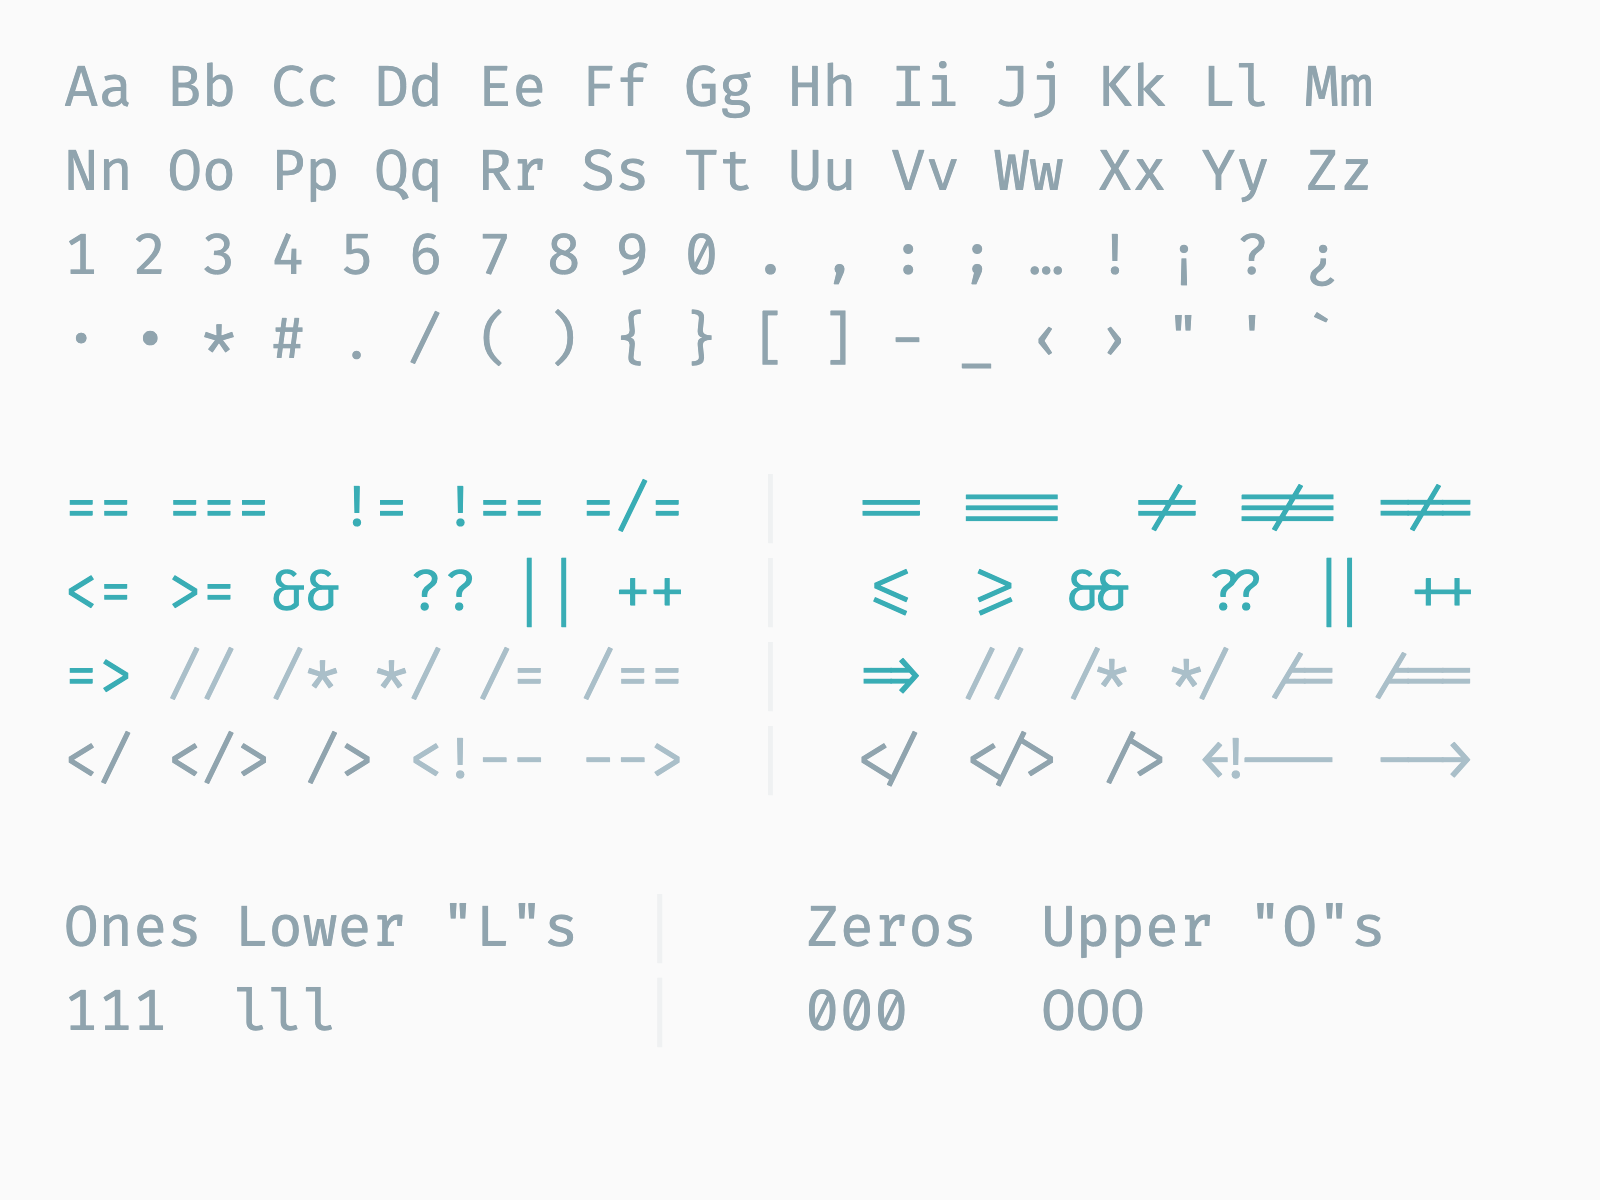 Aa Bb Cc Dd Ee Ff Gg Hh Ii Jj Kk Ll Mm
Nn Oo Pp Qq Rr Ss Tt Uu Vv Ww Xx Yy Zz
1 2 3 4 5 6 7 8 9 0 . , : ; … ! ¡ ? ¿
· • * # . / ( ) { } [ ] - _ ‹ › " ' `
== === != !== =/= == === != !== =/=
<= >= && ?? || ++ <= >= && ?? || ++
=> // /* */ /= /== => // /* */ /= /==
</ </> /> <!-- --> </ </> /> <!-- -->
Ones Lower "L"s Zeros Upper "O"s
111 lll 000 OOO